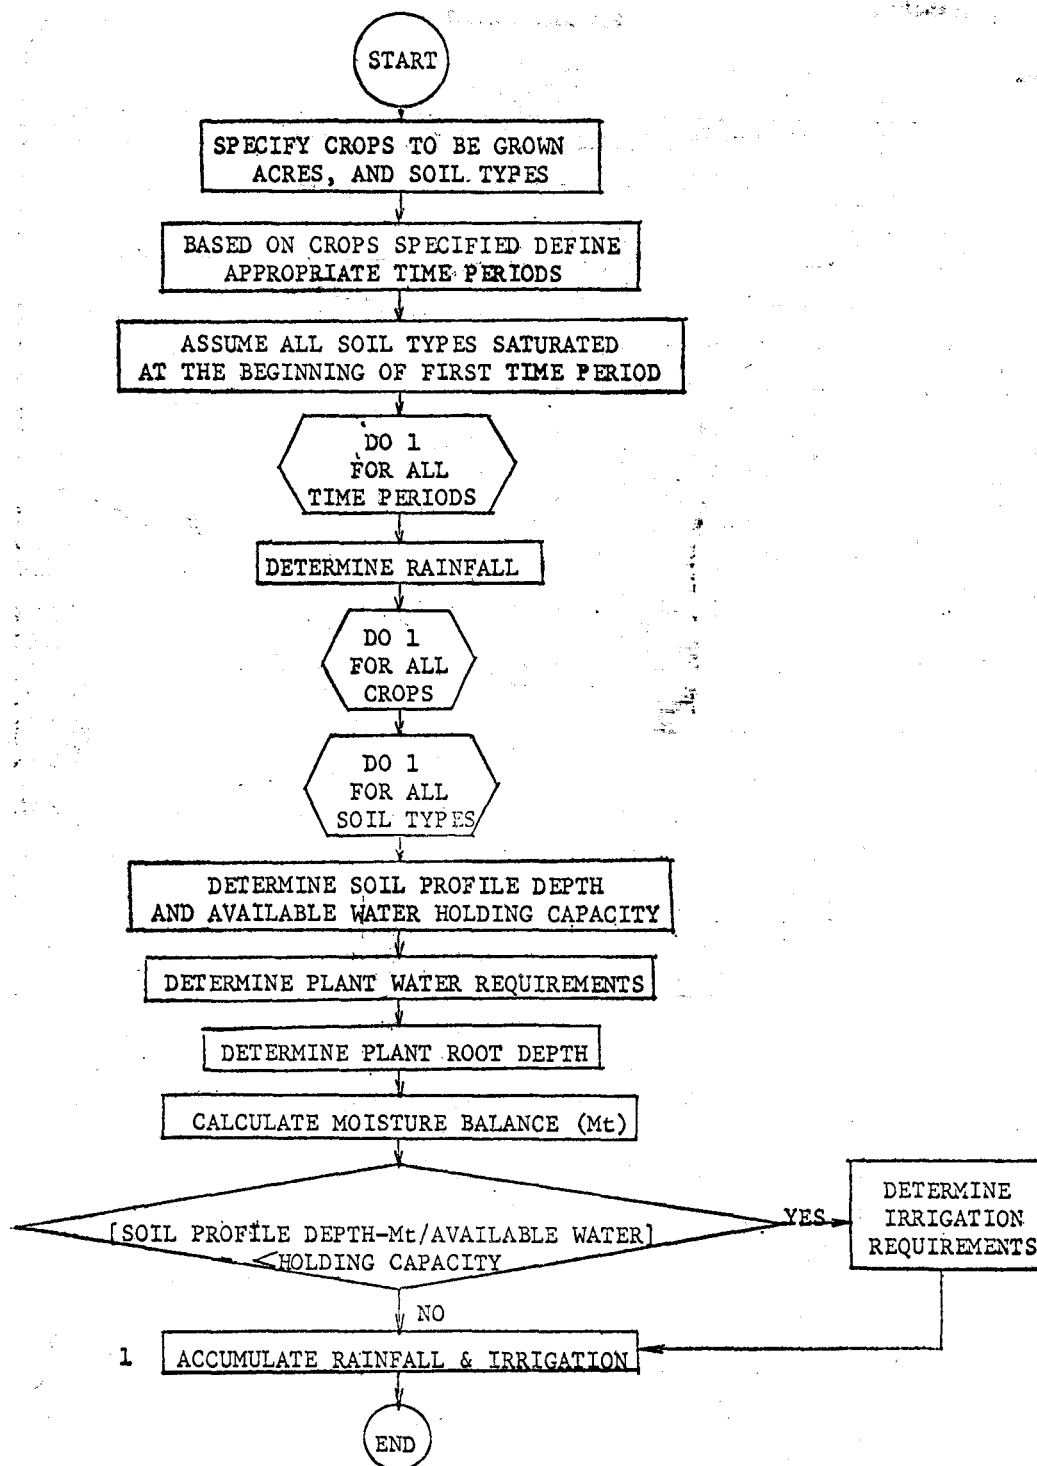 START
SPECIFY CROPS TO BE GROWN
ACRES, AND SOIL TYPES
BASED ON CROPS SPECIFIED DEFINE
APPROPRIATE TIME PERIODS
ASSUME ALL SOIL TYPES SATURATED
AT THE BEGINNING OF FIRST TIME PERIOD
DO 1
FOR ALL
TIME PERIODS
DETERMINE RAINFALL
DO 1
FOR ALL
CROPS
DO 1
FOR ALL
SOIL TYPES
DETERMINE SOIL PROFILE DEPTH
AND AVAILABLE WATER HOLDING CAPACITY
DETERMINE PLANT WATER REQUIREMENTS
DETERMINE PLANT ROOT DEPTH
CALCULATE MOISTURE BALANCE (Mt)
[SOIL PROFILE DEPTH-Mt/AVAILABLE WATER]
<HOLDING CAPACITY
YES
DETERMINE
IRRIGATION
REQUIREMENTS
NO
1 ACCUMULATE RAINFALL & IRRIGATION
END